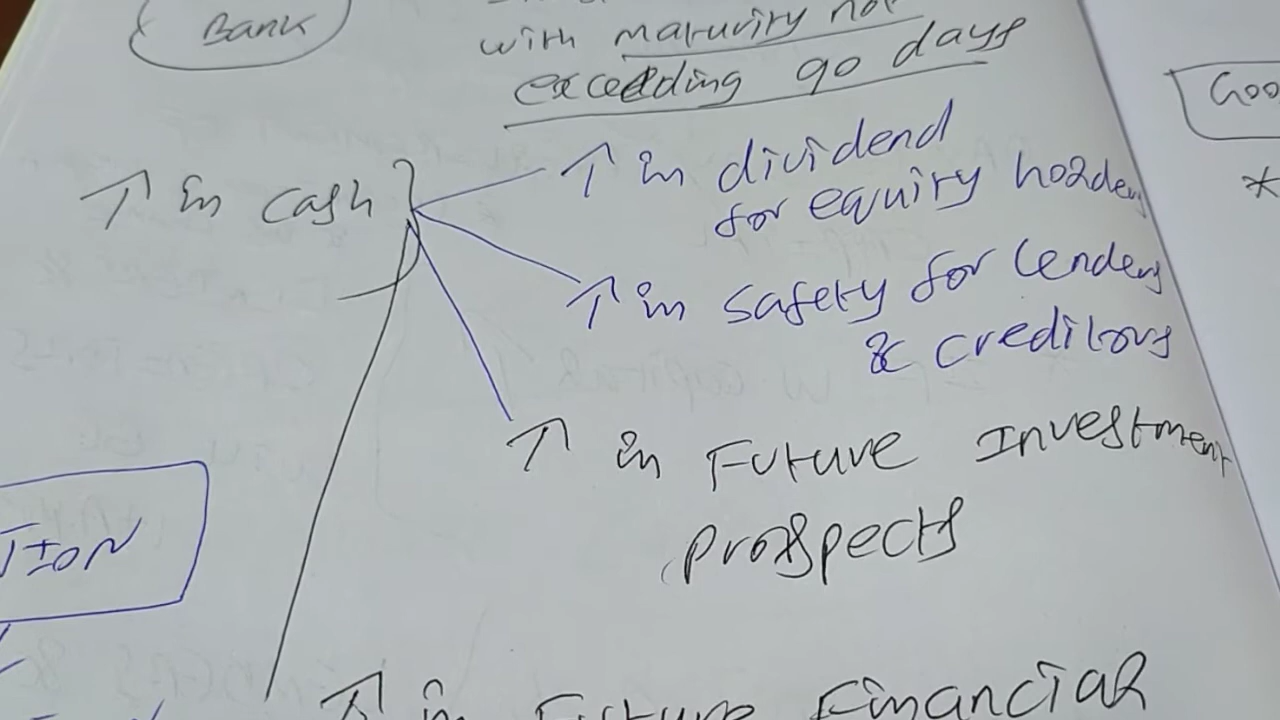 Bank
with maturity not
exceeding 90 days
Goo
*
↑ in cash
↑ in dividend
for equity holders
↑ in safety for lenders
& creditors
↑ in Future Investment
Prospects
TION
↑ in Future Financial